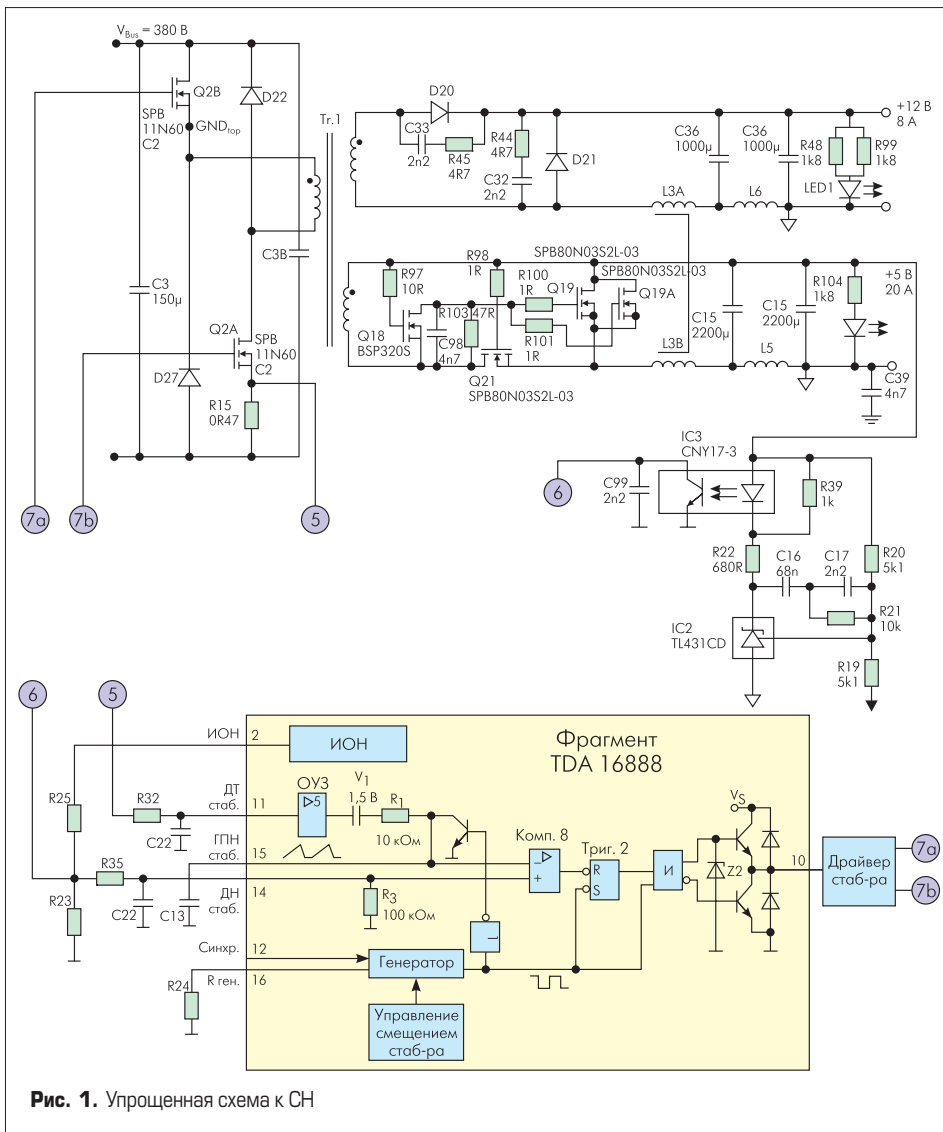 V_Bus = 380 В
Q2B
D22
SPB
11N60
C2
GND_top
Tr.1
D20
C33
2n2
R45
4R7
R44
4R7
C32
2n2
D21
C36
1000µ
C36
1000µ
R48
1k8
R99
1k8
LED1
+12 В
8 А
L3A
L6
C3
150µ
C3B
Q2A
SPB
11N60
C2
D27
R15
0R47
R97
10R
R98
1R
SPB80N03S2L-03
SPB80N03S2L-03
R100
1R
Q19
Q19A
Q18
BSP320S
R103
47R
C98
4n7
R101
1R
Q21
SPB80N03S2L-03
C15
2200µ
C15
2200µ
R104
1k8
+5 В
20 А
L3B
L5
C39
4n7
7a
7b
5
6
IC3
CNY17-3
C99
2n2
R39
1k
R22
680R
C16
68n
C17
2n2
R20
5k1
R21
10k
IC2
TL431CD
R19
5k1
6
5
Фрагмент
TDA 16888
ИОН
2
ИОН
R25
ДТ
стаб.
11
ОУ3
5
V1
1,5 В
R1
10 кОм
R32
C22
ГПН
стаб.
15
Комп. 8
Триг. 2
R
S
И
Z2
VS
10
Драйвер
стаб-ра
7a
7b
R35
R23
C22
C13
ДН
стаб.
14
R3
100 кОм
Синхр.
12
Генератор
R ген.
16
R24
Управление
смещением
стаб-ра
Рис. 1. Упрощенная схема к СН